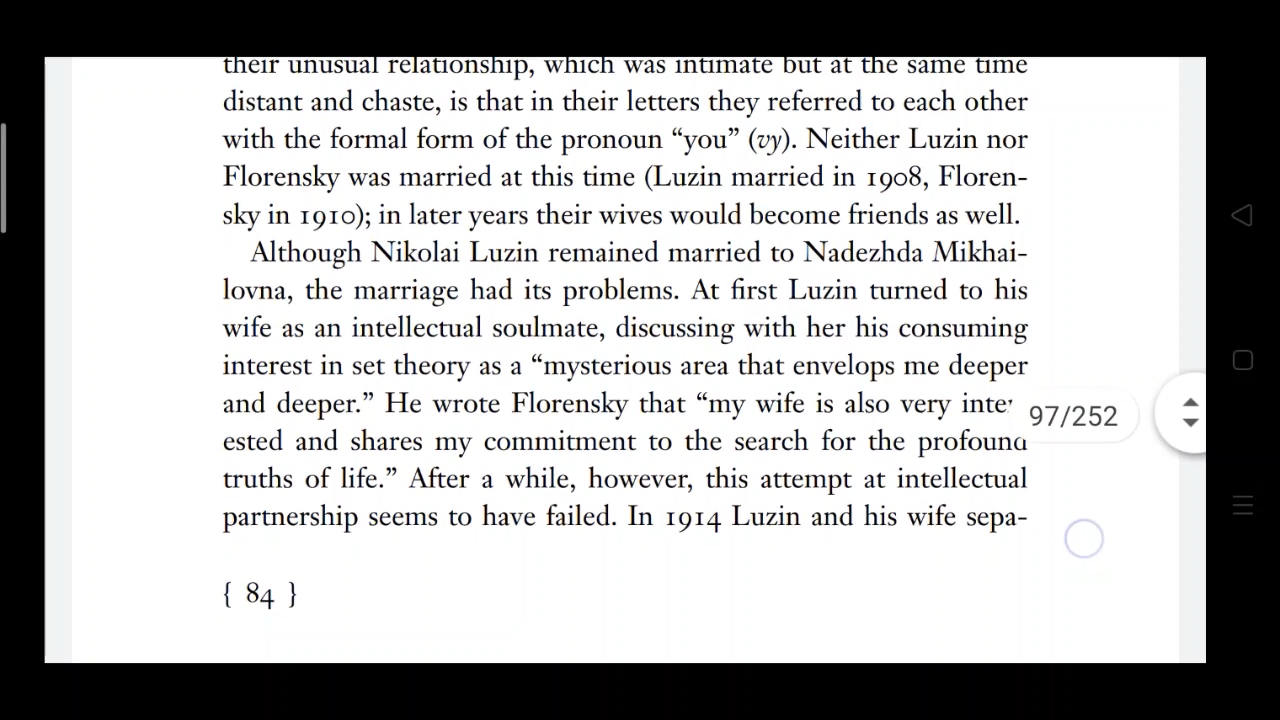 their unusual relationship, which was intimate but at the same time
distant and chaste, is that in their letters they referred to each other
with the formal form of the pronoun “you” (vy). Neither Luzin nor
Florensky was married at this time (Luzin married in 1908, Floren-
sky in 1910); in later years their wives would become friends as well.
Although Nikolai Luzin remained married to Nadezhda Mikhai-
lovna, the marriage had its problems. At first Luzin turned to his
wife as an intellectual soulmate, discussing with her his consuming
interest in set theory as a “mysterious area that envelops me deeper
and deeper.” He wrote Florensky that “my wife is also very inter
ested and shares my commitment to the search for the profound
truths of life.” After a while, however, this attempt at intellectual
partnership seems to have failed. In 1914 Luzin and his wife sepa-
{ 84 }
97/252